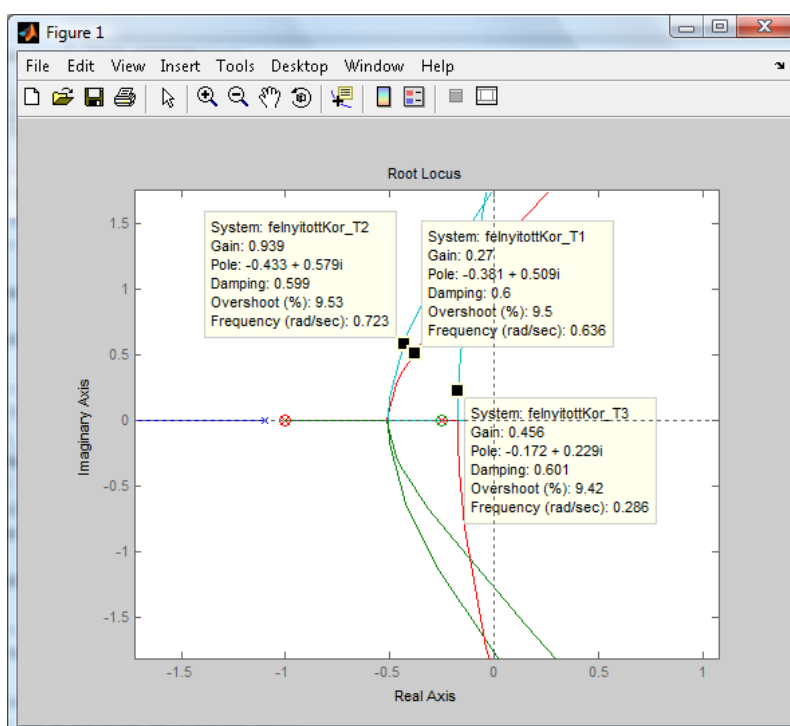 Figure 1
File Edit View Insert Tools Desktop Window Help
Root Locus
System: felnyitottKor_T2
Gain: 0.939
Pole: -0.433 + 0.579i
Damping: 0.599
Overshoot (%): 9.53
Frequency (rad/sec): 0.723
System: felnyitottKor_T1
Gain: 0.27
Pole: -0.381 + 0.509i
Damping: 0.6
Overshoot (%): 9.5
Frequency (rad/sec): 0.636
System: felnyitottKor_T3
Gain: 0.456
Pole: -0.172 + 0.229i
Damping: 0.601
Overshoot (%): 9.42
Frequency (rad/sec): 0.286
1.5
1
0.5
0
-0.5
-1
-1.5
Imaginary Axis
-1.5 -1 -0.5 0 0.5 1
Real Axis